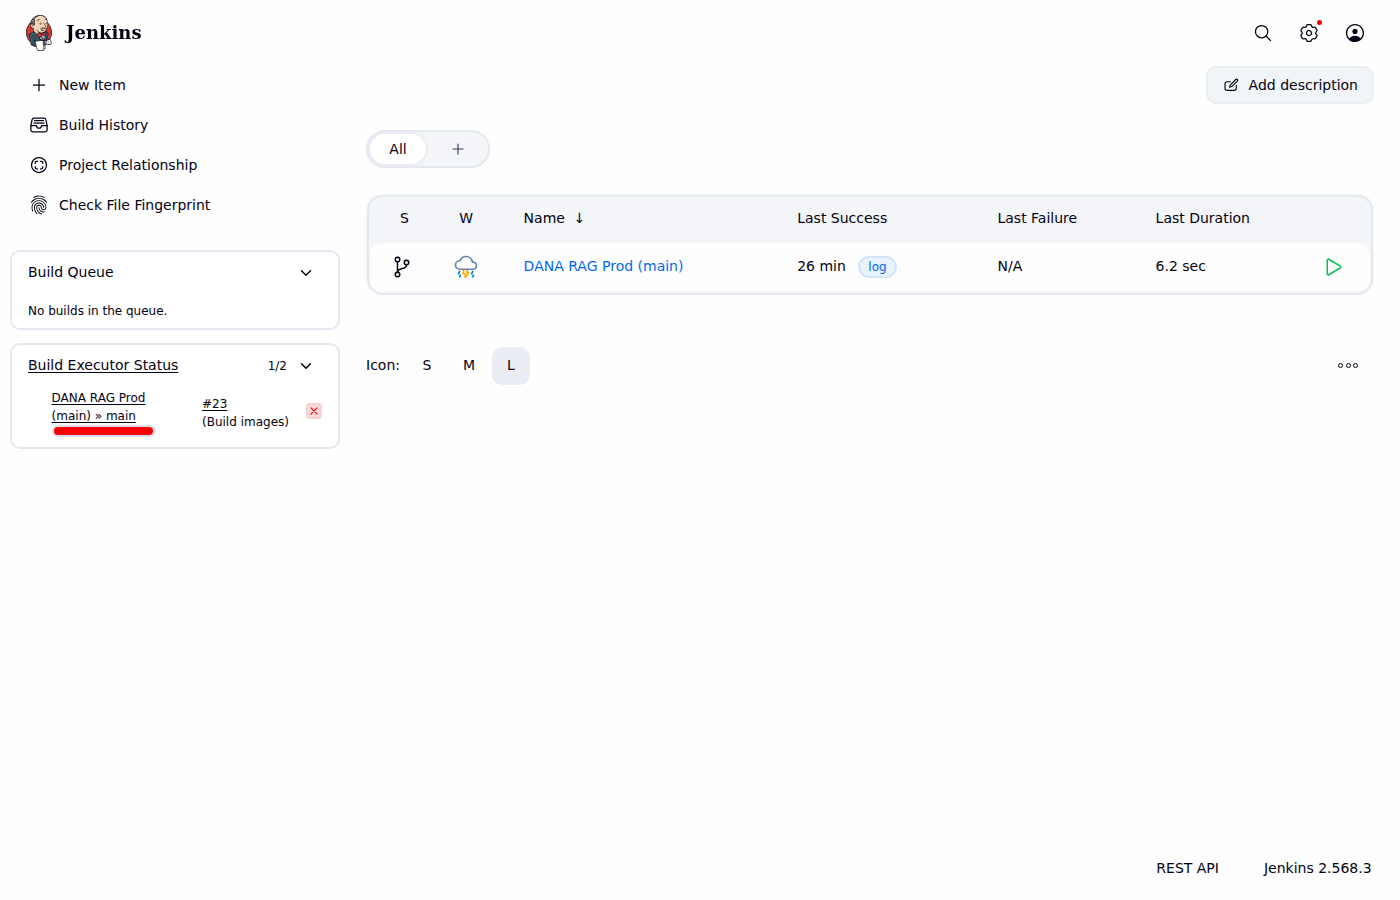 Jenkins
New Item
Build History
Project Relationship
Check File Fingerprint
Add description
All
S W Name ↓ Last Success Last Failure Last Duration
DANA RAG Prod (main) 26 min log N/A 6.2 sec
Build Queue
No builds in the queue.
Build Executor Status 1/2
DANA RAG Prod
(main) » main
#23
(Build images)
Icon: S M L
REST API Jenkins 2.568.3